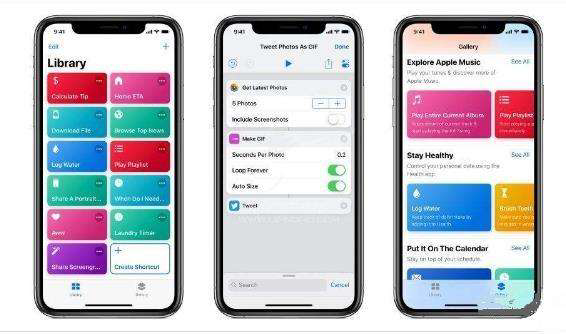 9:41
Edit
+
Library
Calculate Tip
Home ETA
Download File
Browse Top News
Log Water
Play Playlist
Share A Portrait...
When Do I Need...
Laundry Timer
Share Screengr...
Create Shortcut
Library
Gallery
9:41
Tweet Photos As GIF
Done
Get Latest Photos
5 Photos
Include Screenshots
Make GIF
Seconds Per Photo
0.2
Loop Forever
Auto Size
Tweet
Search
Cancel
9:41
Gallery
Explore Apple Music
See All
Play your tunes & discover more of
Apple Music.
Play Entire Current Album
Play Playlist
Stay Healthy
See All
Control your personal data using the
Health app.
Log Water
Brush Teeth
Put It On The Calendar
See All
Stay on top of your schedule.
Library